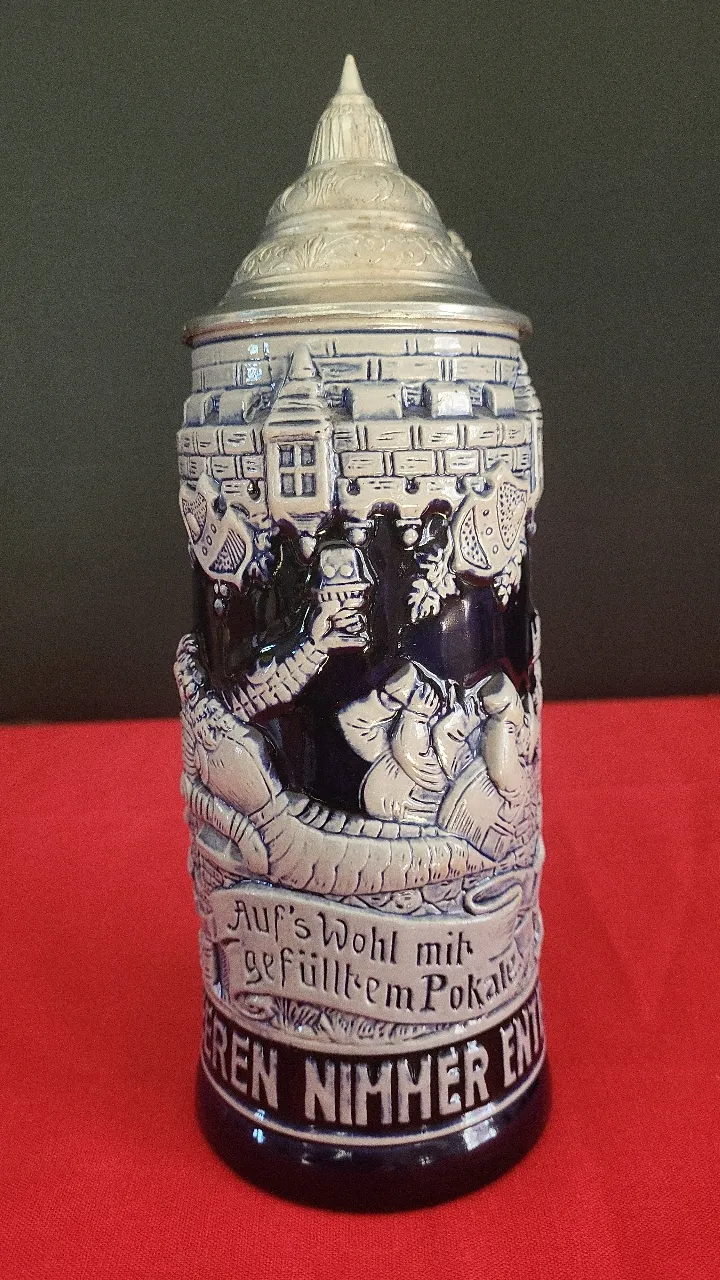 Auf's Wohl mit
gefülltem Pokale
EREN NIMMER ENT